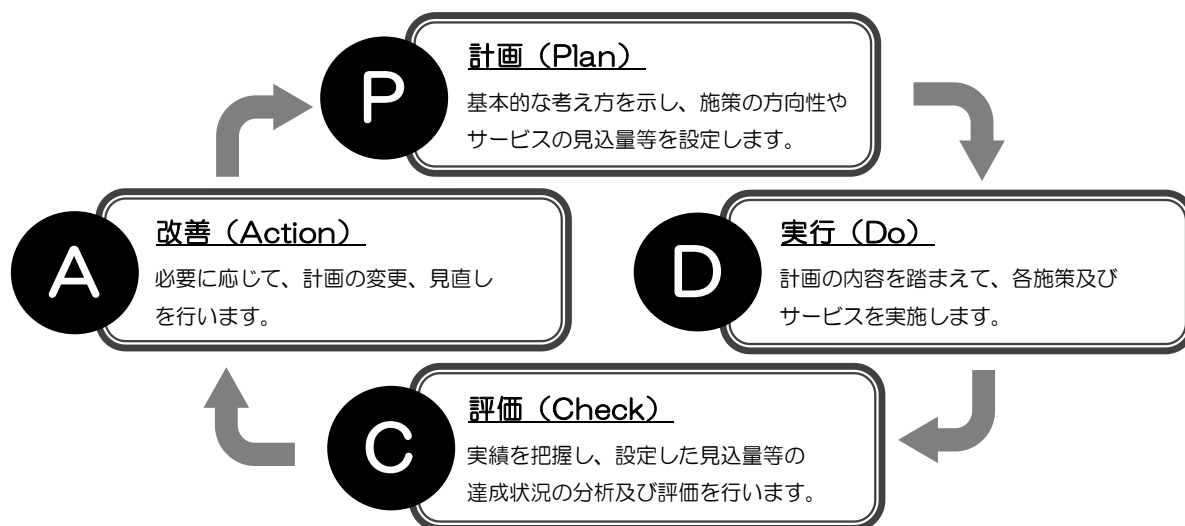 P
計画(Plan)
基本的な考え方を示し、施策の方向性や
サービスの見込量等を設定します。
D
実行(Do)
計画の内容を踏まえて、各施策及び
サービスを実施します。
C
評価(Check)
実績を把握し、設定した見込量等の
達成状況の分析及び評価を行います。
A
改善(Action)
必要に応じて、計画の変更、見直し
を行います。